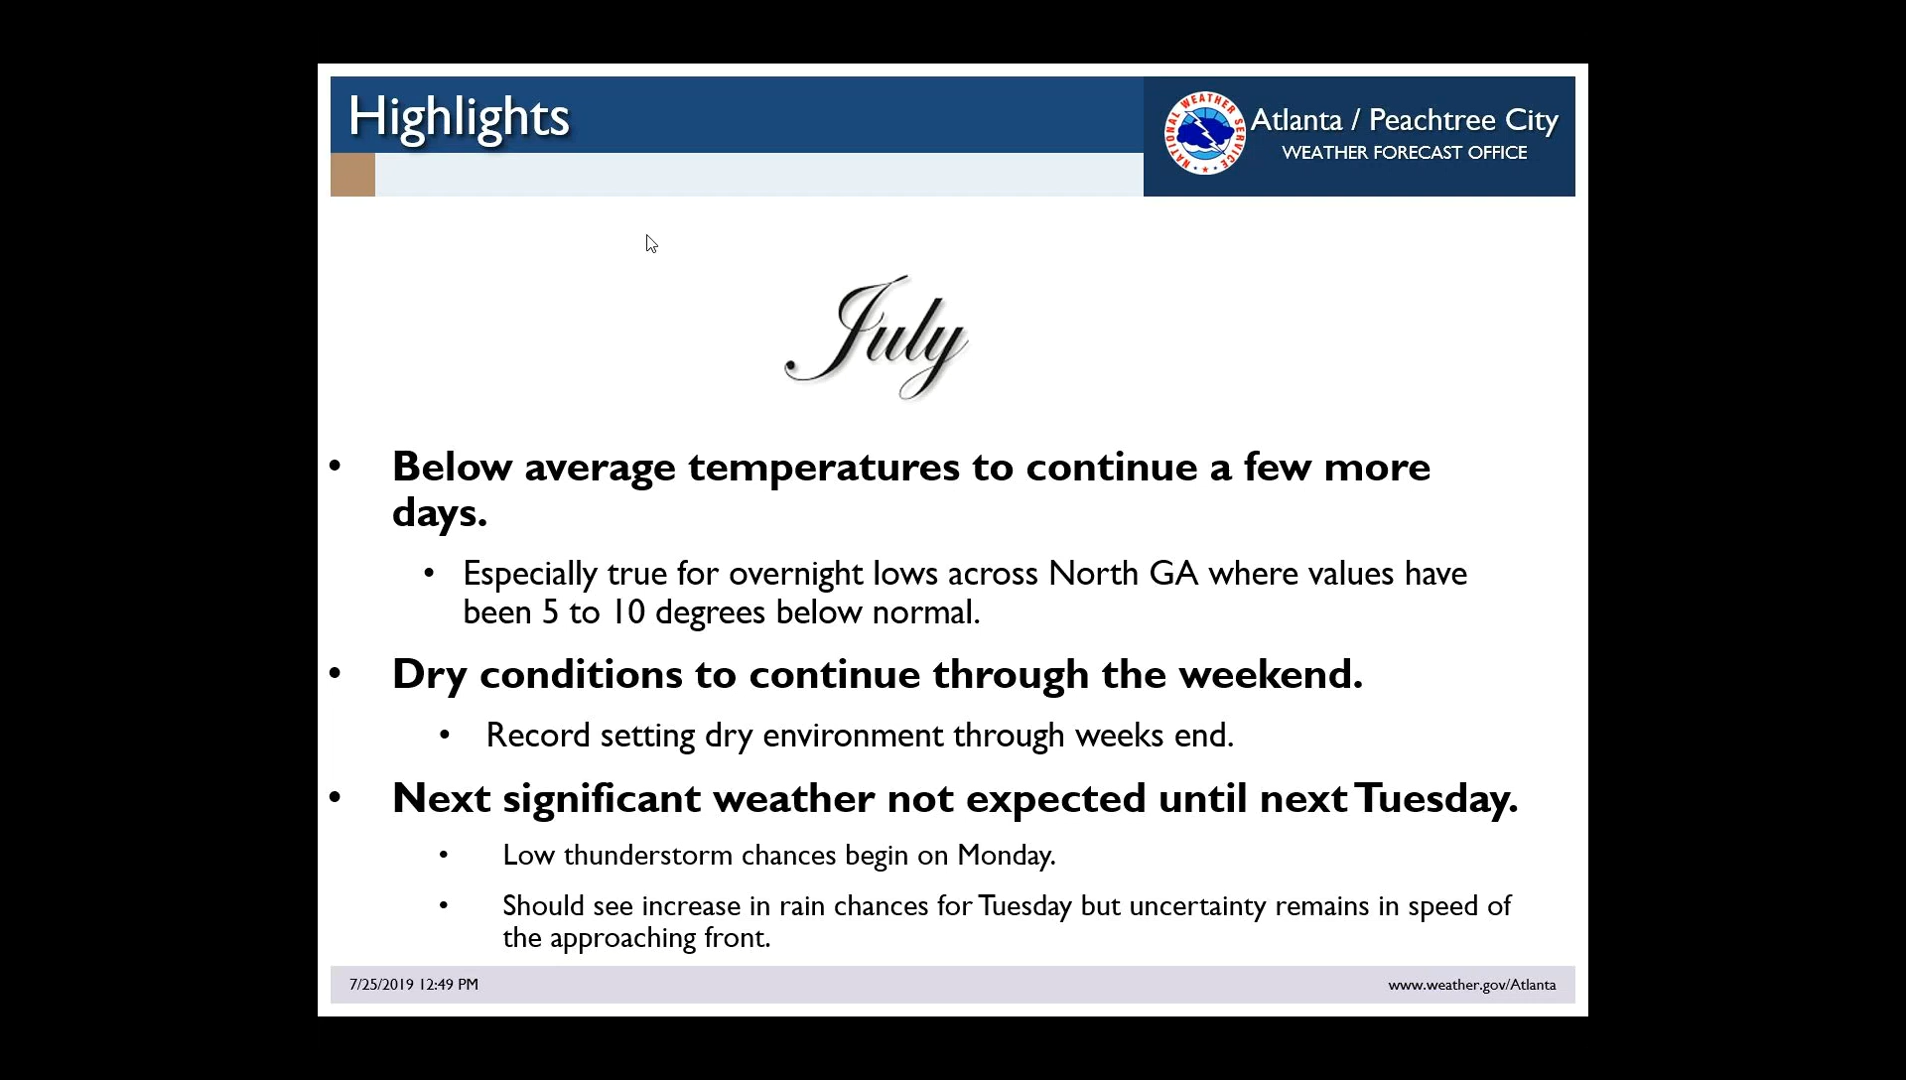 Highlights
NATIONAL WEATHER SERVICE
Atlanta / Peachtree City
WEATHER FORECAST OFFICE
July
• Below average temperatures to continue a few more
days.
• Especially true for overnight lows across North GA where values have
been 5 to 10 degrees below normal.
• Dry conditions to continue through the weekend.
• Record setting dry environment through weeks end.
• Next significant weather not expected until next Tuesday.
• Low thunderstorm chances begin on Monday.
• Should see increase in rain chances for Tuesday but uncertainty remains in speed of
the approaching front.
7/25/2019 12:49 PM
www.weather.gov/Atlanta